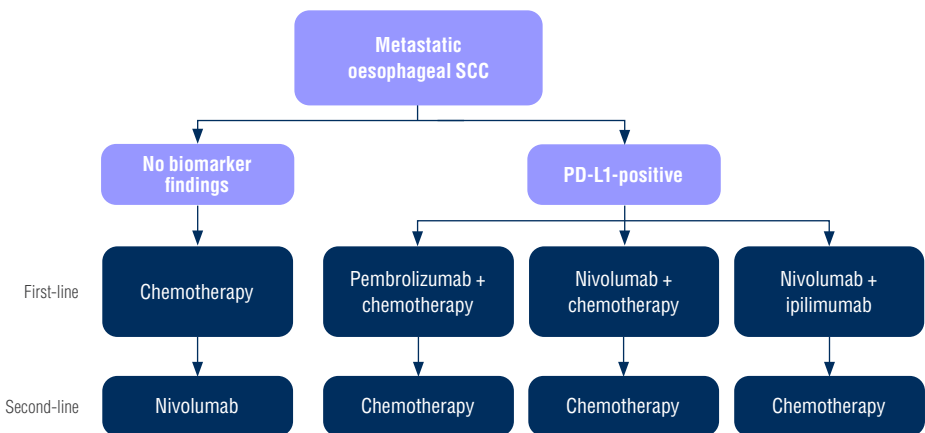 Metastatic
oesophageal SCC
No biomarker
findings
PD-L1-positive
First-line
Chemotherapy
Pembrolizumab +
chemotherapy
Nivolumab +
chemotherapy
Nivolumab +
ipilimumab
Second-line
Nivolumab
Chemotherapy
Chemotherapy
Chemotherapy